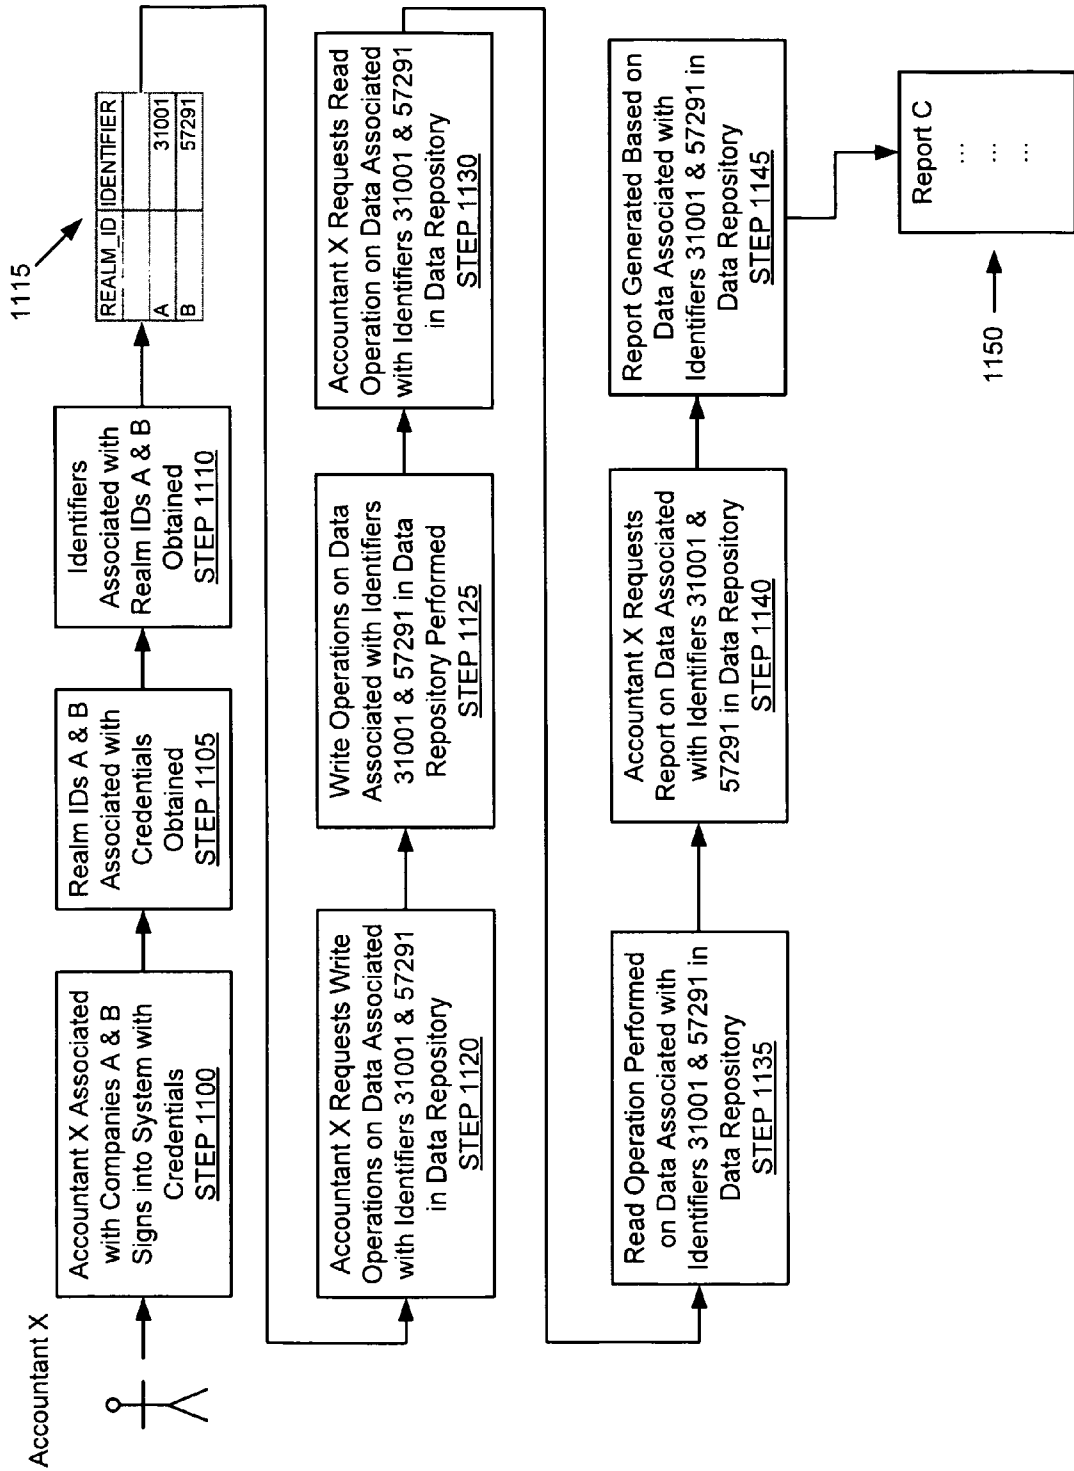 Accountant X
Accountant X Associated
with Companies A & B
Signs into System with
Credentials
STEP 1100
Realm IDs A & B
Associated with
Credentials
Obtained
STEP 1105
Identifiers
Associated with
Realm IDs A & B
Obtained
STEP 1110
1115
REALM_ID IDENTIFIER
A 31001
B 57291
Accountant X Requests Write
Operations on Data Associated
with Identifiers 31001 & 57291
in Data Repository
STEP 1120
Write Operations on Data
Associated with Identifiers
31001 & 57291 in Data
Repository Performed
STEP 1125
Accountant X Requests Read
Operation on Data Associated
with Identifiers 31001 & 57291
in Data Repository
STEP 1130
Read Operation Performed
on Data Associated with
Identifiers 31001 & 57291 in
Data Repository
STEP 1135
Accountant X Requests
Report on Data Associated
with Identifiers 31001 &
57291 in Data Repository
STEP 1140
Report Generated Based on
Data Associated with
Identifiers 31001 & 57291 in
Data Repository
STEP 1145
1150
Report C
...
...
...